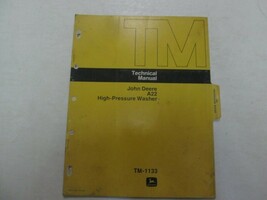 TM
Technical
Manual
John Deere
A22
High-Pressure Washer
TM-1133